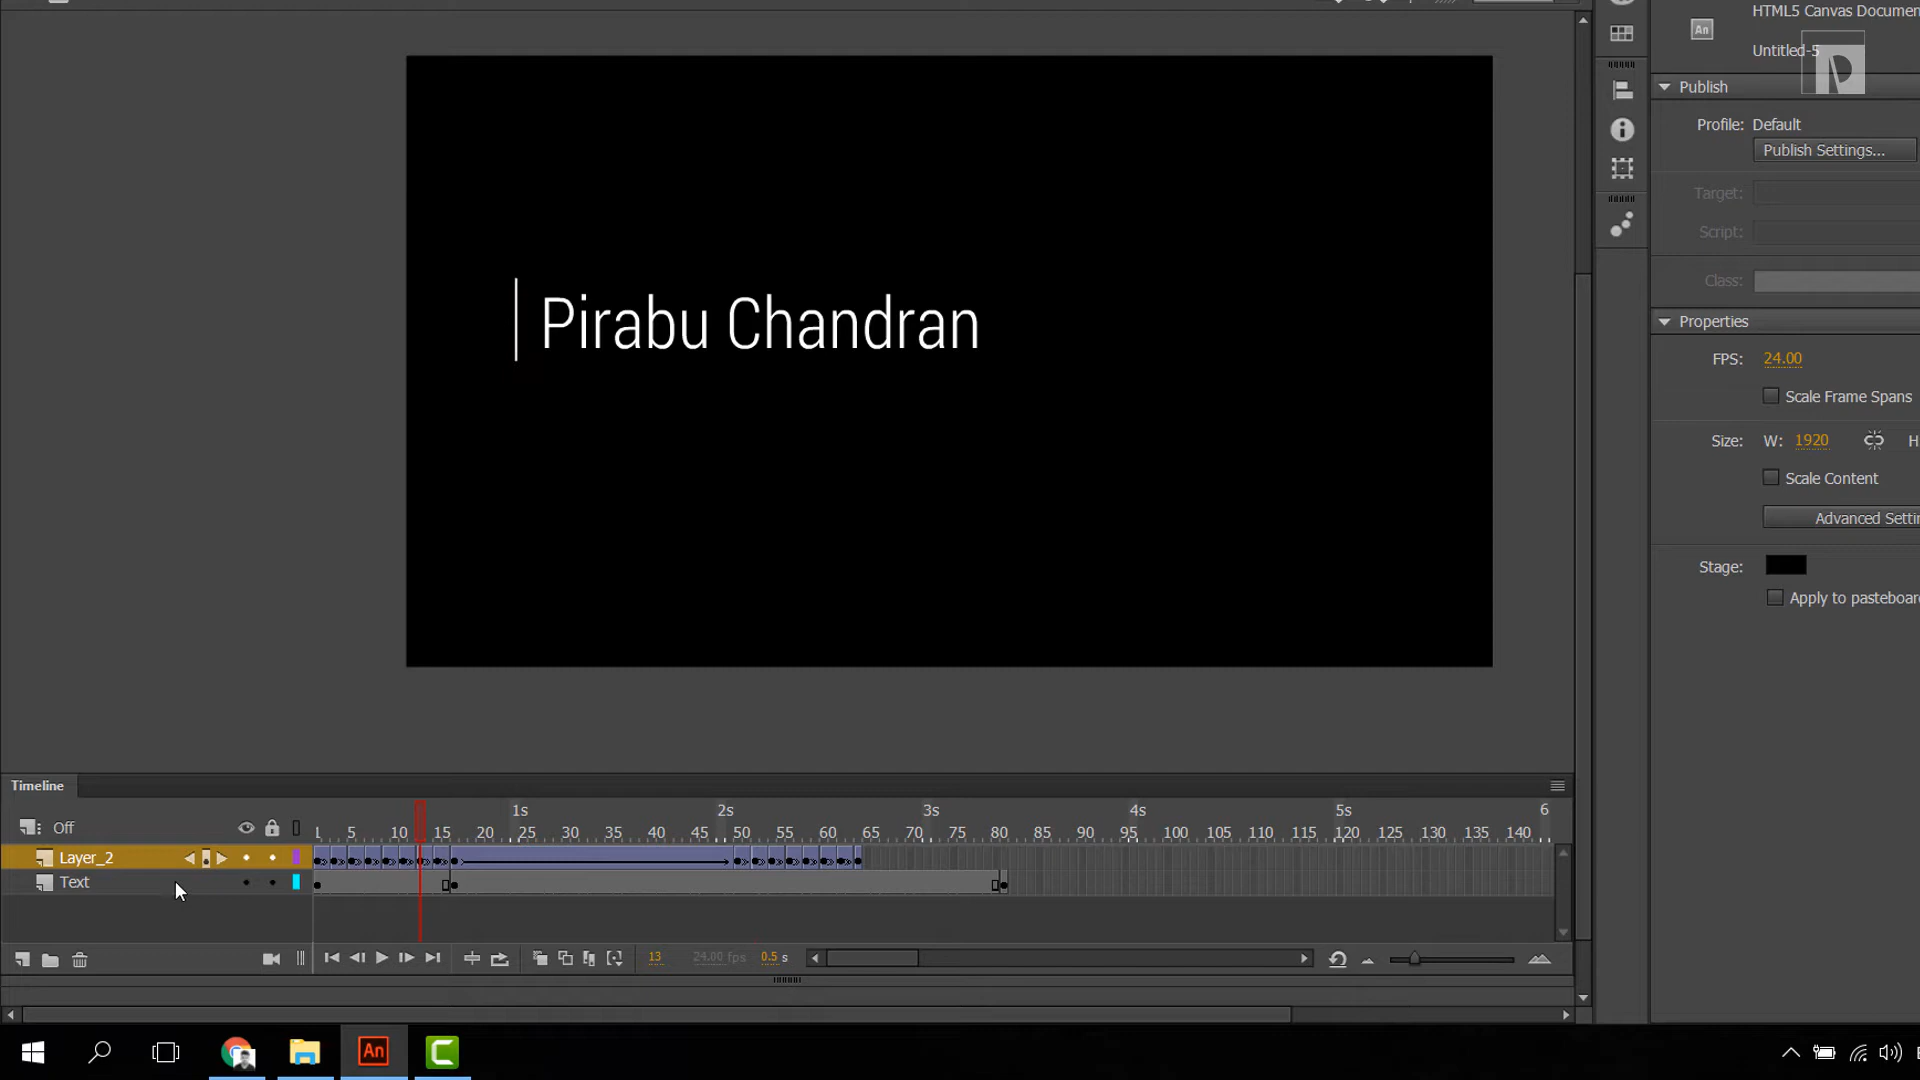 HTML5 Canvas Documen
An
Untitled-5
Publish
Profile: Default
Publish Settings...
Target:
Script:
Class:
Properties
FPS: 24.00
Scale Frame Spans
Size: W: 1920 H
Scale Content
Advanced Settin
Stage:
Apply to pasteboar
Pirabu Chandran
Timeline
1s 2s 3s 4s 5s 6
Off
1 5 10 15 20 25 30 35 40 45 50 55 60 65 70 75 80 85 90 95 100 105 110 115 120 125 130 135 140
Layer_2
Text
13 24.00 fps 0.5 s
An